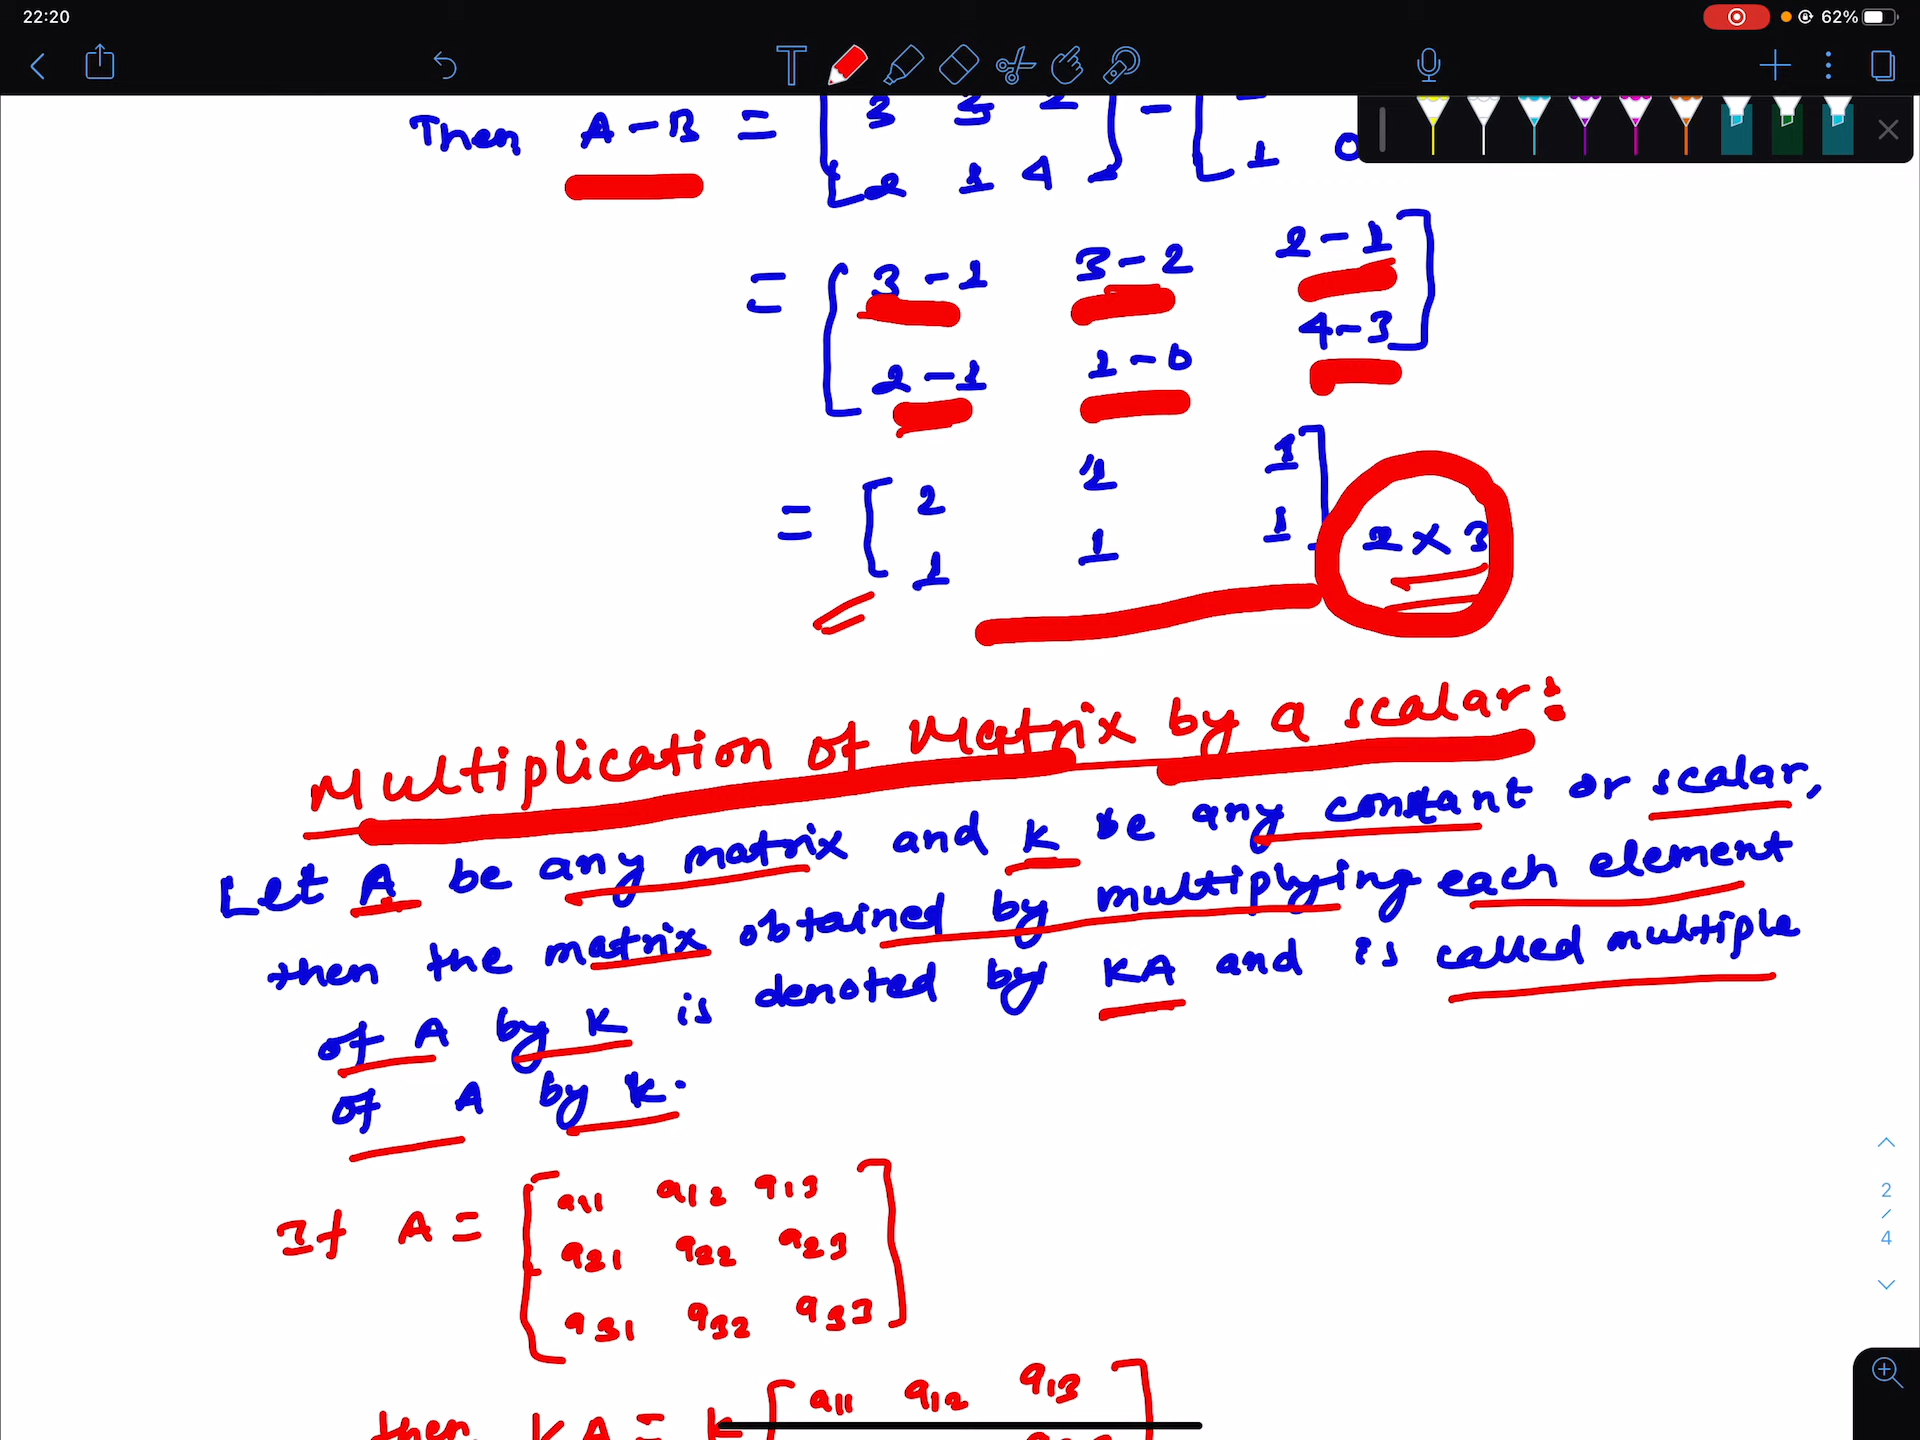 22:20
62%
Then A - B = [ 3 3 2 ] - [
2 1 4 1 0
= [ 3 - 1 3 - 2 2 - 1 ]
2 - 1 1 - 0 4 - 3
= [ 2 1 1 ]
1 1 1 2 × 3
Multiplication of Matrix by a scalar:
Let A be any matrix and K be any constant or scalar,
then the matrix obtained by multiplying each element
of A by K is denoted by KA and is called multiple
of A by K.
If A = [ a11 a12 a13
a21 a22 a23
a31 a32 a33 ]
then KA = K [ a11 a12 a13 ]
2
/
4